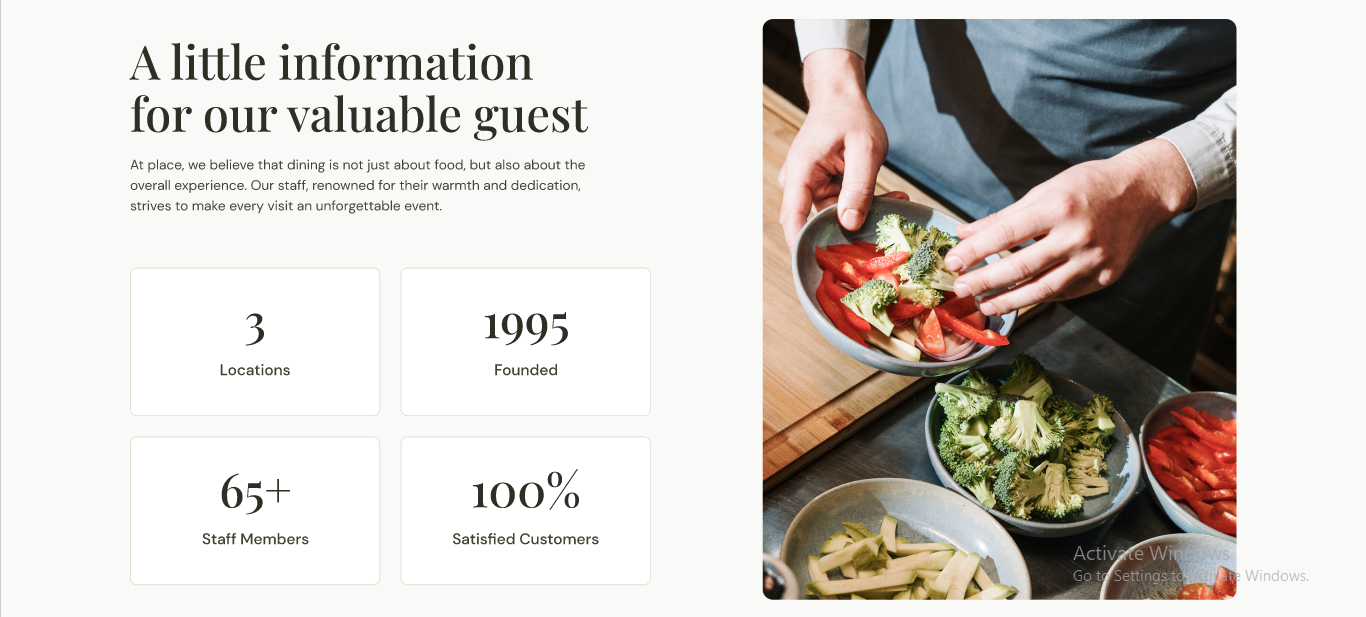 A little information
for our valuable guest
At place, we believe that dining is not just about food, but also about the
overall experience. Our staff, renowned for their warmth and dedication,
strives to make every visit an unforgettable event.
3
Locations
1995
Founded
65+
Staff Members
100%
Satisfied Customers
Activate Windows
Go to Settings to activate Windows.